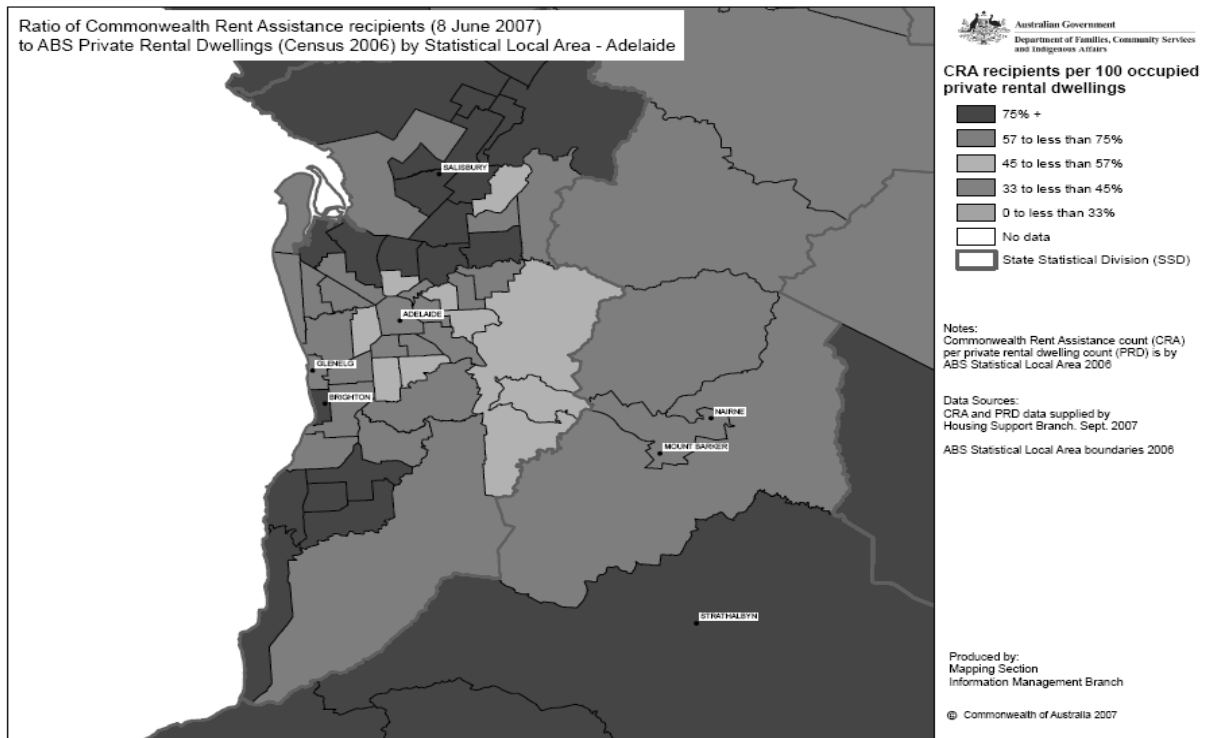 Ratio of Commonwealth Rent Assistance recipients (8 June 2007)
to ABS Private Rental Dwellings (Census 2006) by Statistical Local Area - Adelaide
Australian Government
Department of Families, Community Services
and Indigenous Affairs
CRA recipients per 100 occupied
private rental dwellings
75% +
57 to less than 75%
45 to less than 57%
33 to less than 45%
0 to less than 33%
No data
State Statistical Division (SSD)
Notes:
Commonwealth Rent Assistance count (CRA)
per private rental dwelling count (PRD) is by
ABS Statistical Local Area 2006
Data Sources:
CRA and PRD data supplied by
Housing Support Branch. Sept. 2007
ABS Statistical Local Area boundaries 2006
Produced by:
Mapping Section
Information Management Branch
© Commonwealth of Australia 2007
SALISBURY
ADELAIDE
GLENELG
BRIGHTON
NAIRNE
MOUNT BARKER
STRATHALBYN